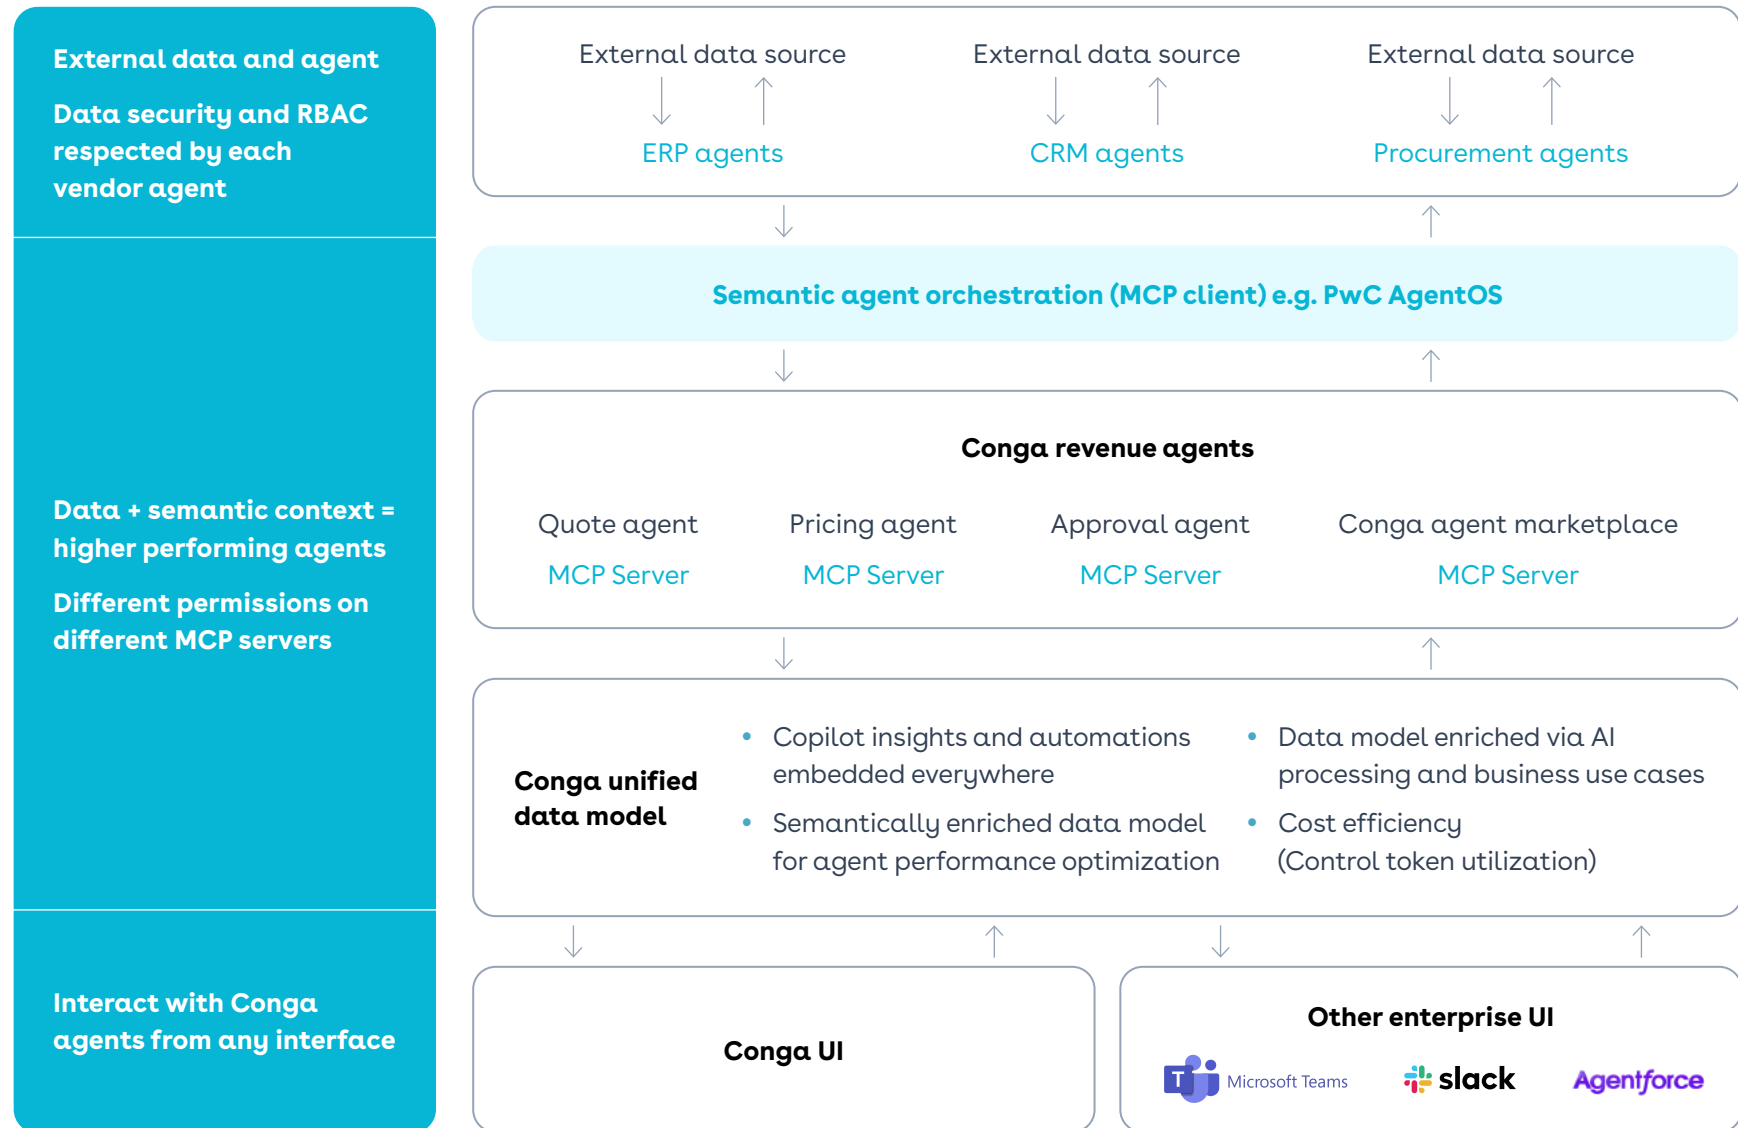 External data and agent
Data security and RBAC
respected by each
vendor agent
External data source
External data source
External data source
ERP agents
CRM agents
Procurement agents
Semantic agent orchestration (MCP client) e.g. PwC AgentOS
Data + semantic context =
higher performing agents
Different permissions on
different MCP servers
Conga revenue agents
Quote agent
Pricing agent
Approval agent
Conga agent marketplace
MCP Server
MCP Server
MCP Server
MCP Server
Conga unified
data model
• Copilot insights and automations
embedded everywhere
• Semantically enriched data model
for agent performance optimization
• Data model enriched via AI
processing and business use cases
• Cost efficiency
(Control token utilization)
Interact with Conga
agents from any interface
Conga UI
Other enterprise UI
T Microsoft Teams
slack
Agentforce